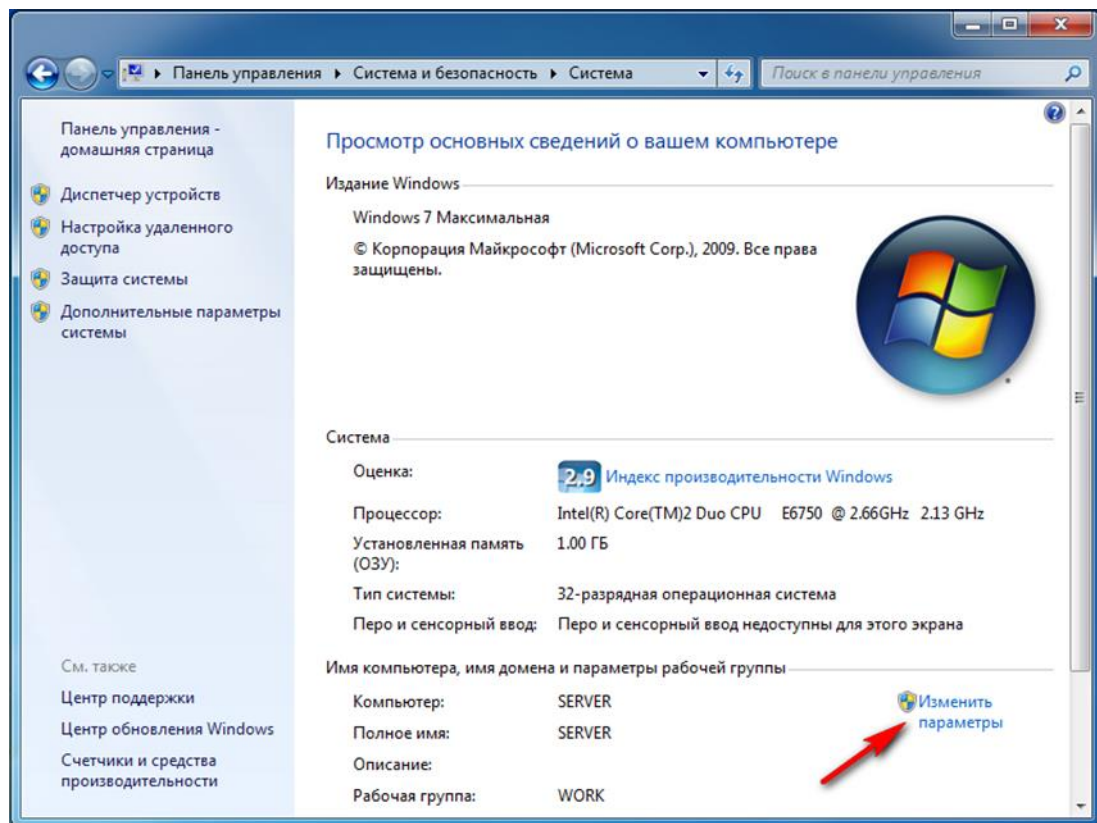 Панель управления ▸ Система и безопасность ▸ Система
Поиск в панели управления
Панель управления -
домашняя страница
Диспетчер устройств
Настройка удаленного
доступа
Защита системы
Дополнительные параметры
системы
См. также
Центр поддержки
Центр обновления Windows
Счетчики и средства
производительности
Просмотр основных сведений о вашем компьютере
Издание Windows
Windows 7 Максимальная
© Корпорация Майкрософт (Microsoft Corp.), 2009. Все права
защищены.
Система
Оценка: 2,9 Индекс производительности Windows
Процессор: Intel(R) Core(TM)2 Duo CPU E6750 @ 2.66GHz 2.13 GHz
Установленная память 1.00 ГБ
(ОЗУ):
Тип системы: 32-разрядная операционная система
Перо и сенсорный ввод: Перо и сенсорный ввод недоступны для этого экрана
Имя компьютера, имя домена и параметры рабочей группы
Компьютер: SERVER Изменить
параметры
Полное имя: SERVER
Описание:
Рабочая группа: WORK